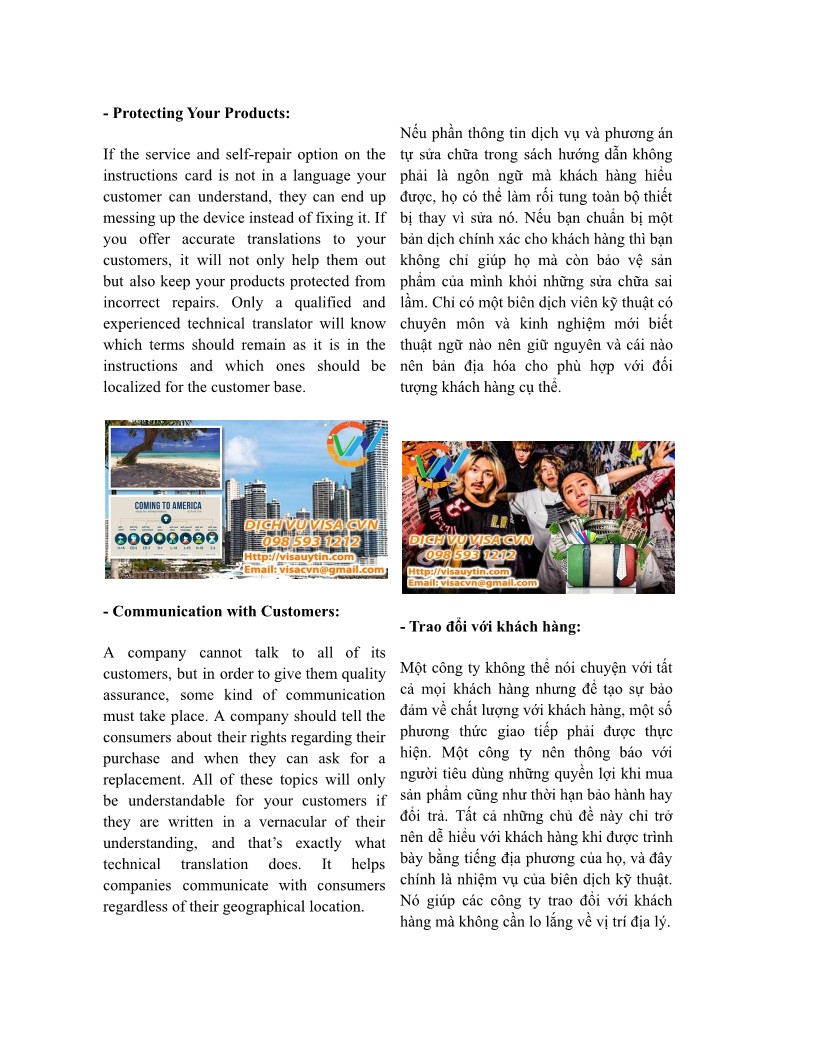 - Protecting Your Products:
If the service and self-repair option on the
instructions card is not in a language your
customer can understand, they can end up
messing up the device instead of fixing it. If
you offer accurate translations to your
customers, it will not only help them out
but also keep your products protected from
incorrect repairs. Only a qualified and
experienced technical translator will know
which terms should remain as it is in the
instructions and which ones should be
localized for the customer base.
COMING TO AMERICA
DỊCH VỤ VISA CVN
098 593 1212
Http://visauytin.com
Email: visacvn@gmail.com
- Communication with Customers:
A company cannot talk to all of its
customers, but in order to give them quality
assurance, some kind of communication
must take place. A company should tell the
consumers about their rights regarding their
purchase and when they can ask for a
replacement. All of these topics will only
be understandable for your customers if
they are written in a vernacular of their
understanding, and that’s exactly what
technical translation does. It helps
companies communicate with consumers
regardless of their geographical location.
Nếu phần thông tin dịch vụ và phương án
tự sửa chữa trong sách hướng dẫn không
phải là ngôn ngữ mà khách hàng hiểu
được, họ có thể làm rối tung toàn bộ thiết
bị thay vì sửa nó. Nếu bạn chuẩn bị một
bản dịch chính xác cho khách hàng thì bạn
không chỉ giúp họ mà còn bảo vệ sản
phẩm của mình khỏi những sửa chữa sai
lầm. Chỉ có một biên dịch viên kỹ thuật có
chuyên môn và kinh nghiệm mới biết
thuật ngữ nào nên giữ nguyên và cái nào
nên bản địa hóa cho phù hợp với đối
tượng khách hàng cụ thể.
DỊCH VỤ VISA CVN
098 593 1212
Http://visauytin.com
Email: visacvn@gmail.com
- Trao đổi với khách hàng:
Một công ty không thể nói chuyện với tất
cả mọi khách hàng nhưng để tạo sự bảo
đảm về chất lượng với khách hàng, một số
phương thức giao tiếp phải được thực
hiện. Một công ty nên thông báo với
người tiêu dùng những quyền lợi khi mua
sản phẩm cũng như thời hạn bảo hành hay
đổi trả. Tất cả những chủ đề này chỉ trở
nên dễ hiểu với khách hàng khi được trình
bày bằng tiếng địa phương của họ, và đây
chính là nhiệm vụ của biên dịch kỹ thuật.
Nó giúp các công ty trao đổi với khách
hàng mà không cần lo lắng về vị trí địa lý.